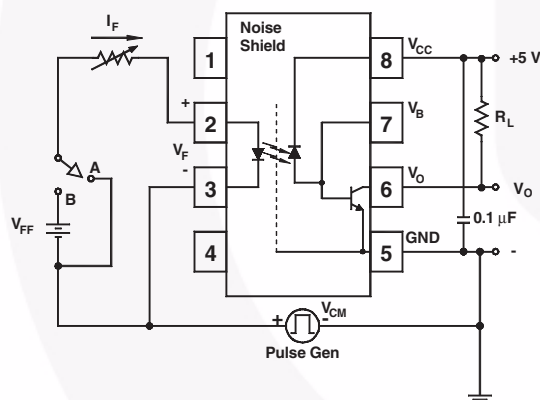 I_F
Noise
Shield
1
8
V_CC
+5 V
+
2
7
V_B
R_L
V_F
-
3
6
V_O
V_O
A
B
V_FF
4
5
GND
0.1 μF
-
+
V_CM
-
Pulse Gen